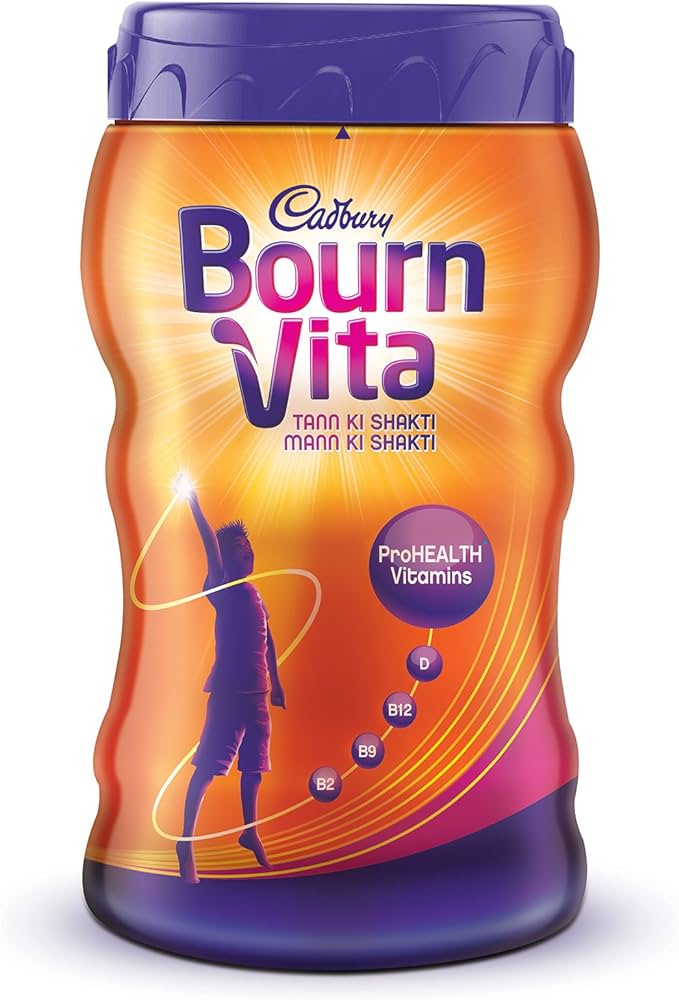 Cadbury
Bourn
Vita
TANN KI SHAKTI
MANN KI SHAKTI
ProHEALTH*
Vitamins
D
B12
B9
B2